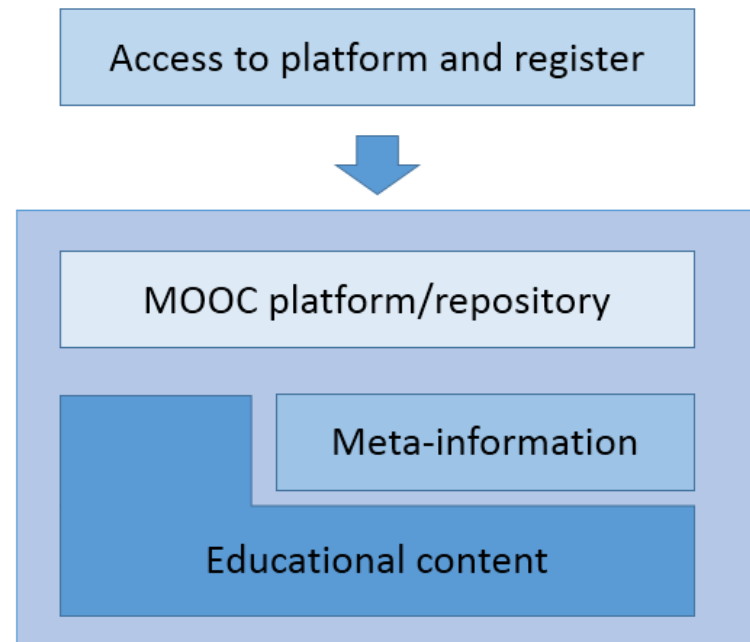 Access to platform and register
MOOC platform/repository
Meta-information
Educational content